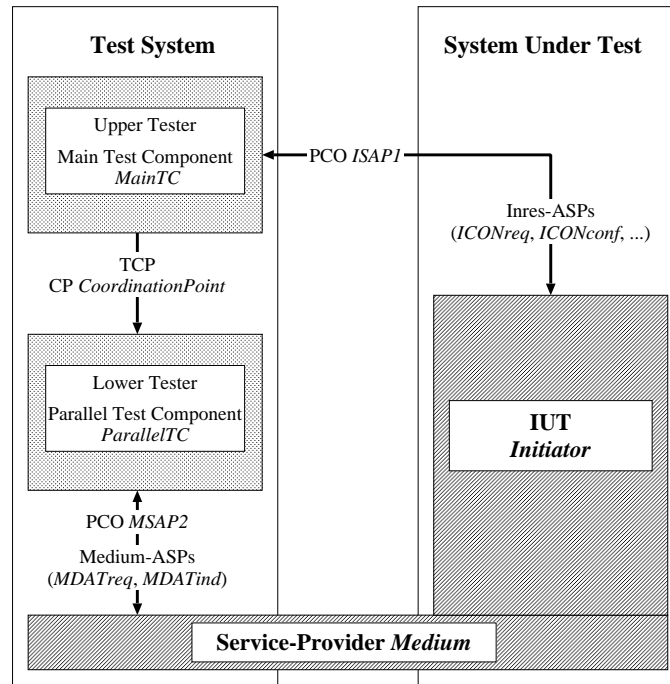 Test System
System Under Test
Upper Tester
Main Test Component
MainTC
PCO ISAP1
Inres-ASPs
(ICONreq, ICONconf, ...)
TCP
CP CoordinationPoint
Lower Tester
Parallel Test Component
ParallelTC
IUT
Initiator
PCO MSAP2
Medium-ASPs
(MDATreq, MDATind)
Service-Provider Medium